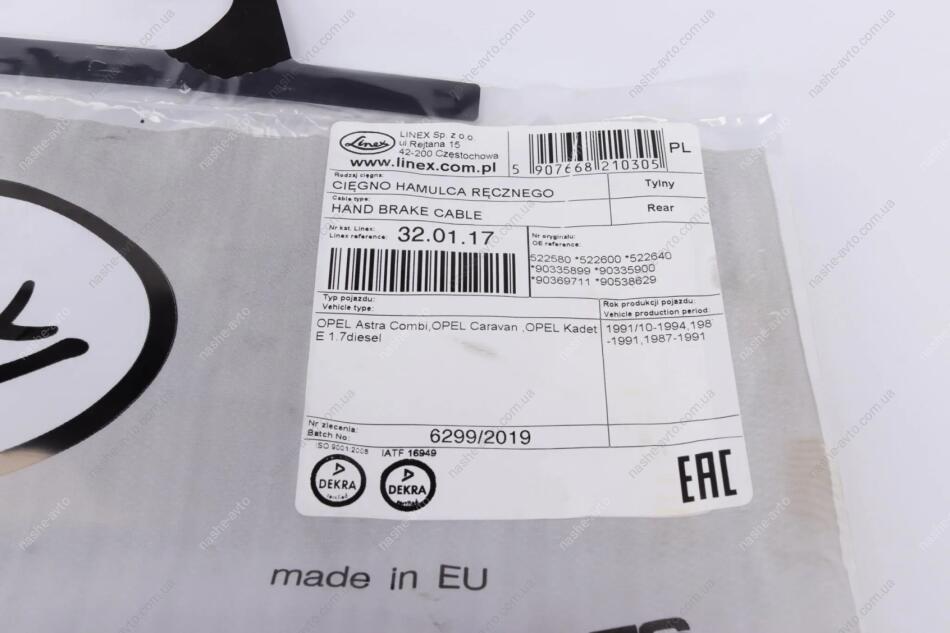 Linex
LINEX Sp. z o.o.
ul Rejtana 15
42-200 Częstochowa
www.linex.com.pl
5 907668 210305
PL
Rodzaj cięgna:
CIĘGNO HAMULCA RĘCZNEGO
Tylny
Cable type:
HAND BRAKE CABLE
Rear
Nr kat. Linex:
Linex reference:
32.01.17
Nr oryginału:
OE reference:
522580 *522600 *522640
*90335899 *90335900
*90369711 *90538629
Typ pojazdu:
Vehicle type:
Rok produkcji pojazdu:
Vehicle production period:
OPEL Astra Combi,OPEL Caravan ,OPEL Kadet
E 1.7diesel
1991/10-1994,198
-1991,1987-1991
Nr zlecenia:
Batch No:
6299/2019
ISO 9001:2008
IATF 16949
DEKRA
DEKRA
EAC
made in EU
nashe-avto.com.ua